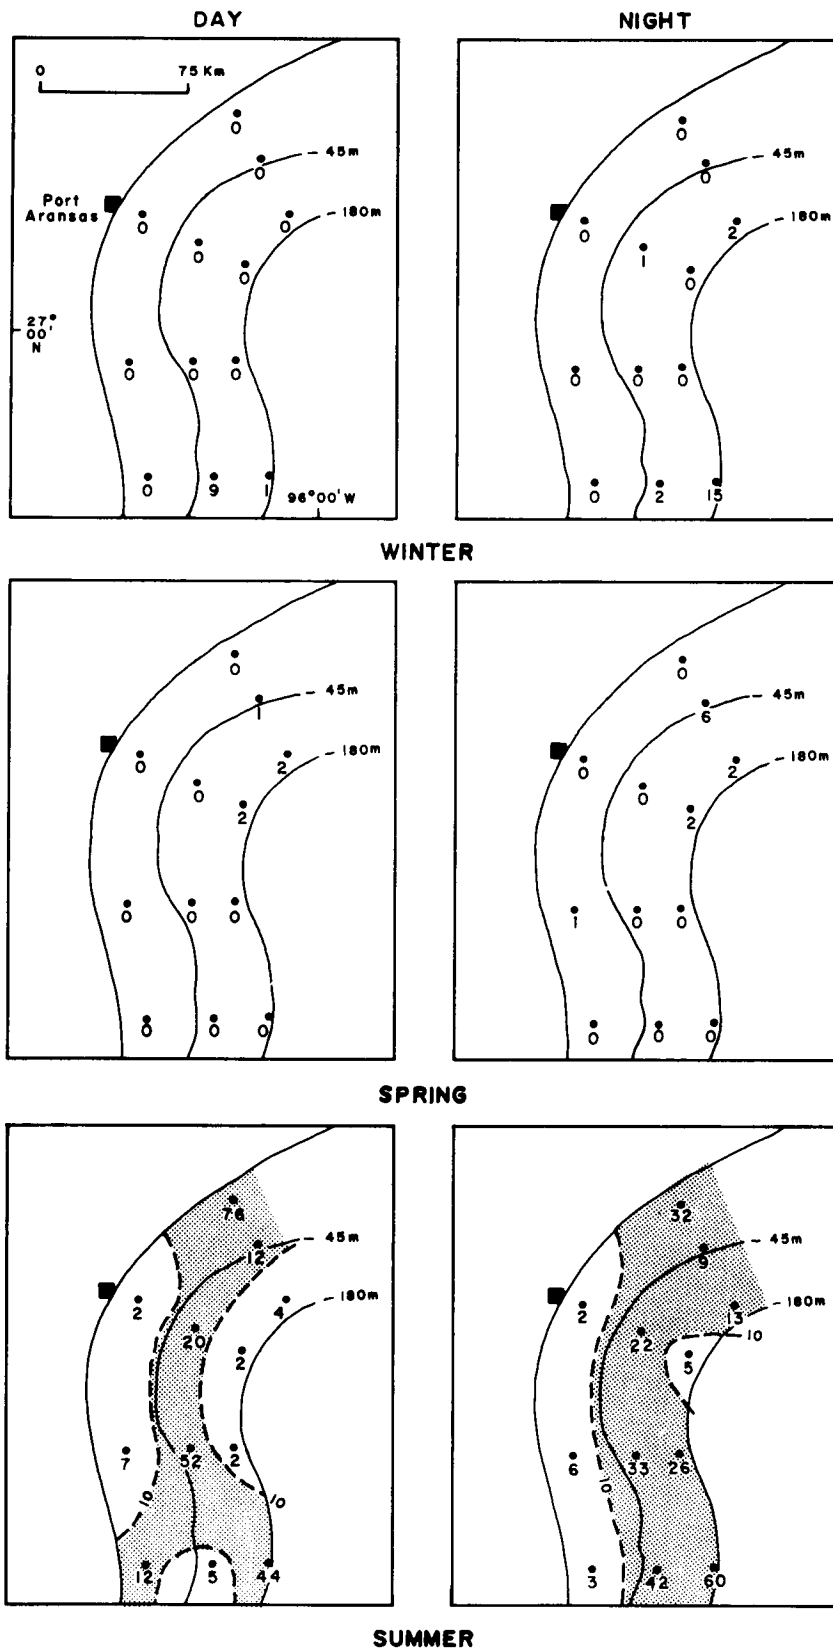 DAY NIGHT
0 75 Km
0 0
- 45m - 45m
0 0
Port
Aransas
0 0 - 180m 0 2 - 180m
0 1
0 0
27°
00'
N
0 0 0 0 0 0
0 9 1 0 2 15
96°00'W
WINTER
0 0
- 45m - 45m
1 6
0 2 - 180m 0 2 - 180m
0 0
2 2
0 0 0 1 0 0
0 0 0 0 0 0
SPRING
76 32
- 45m - 45m
12 9
2 4 - 180m 2 13 - 180m
20 22 10
2 5
7 52 2 6 33 26
10 10 10
12 5 44 3 42 60
SUMMER